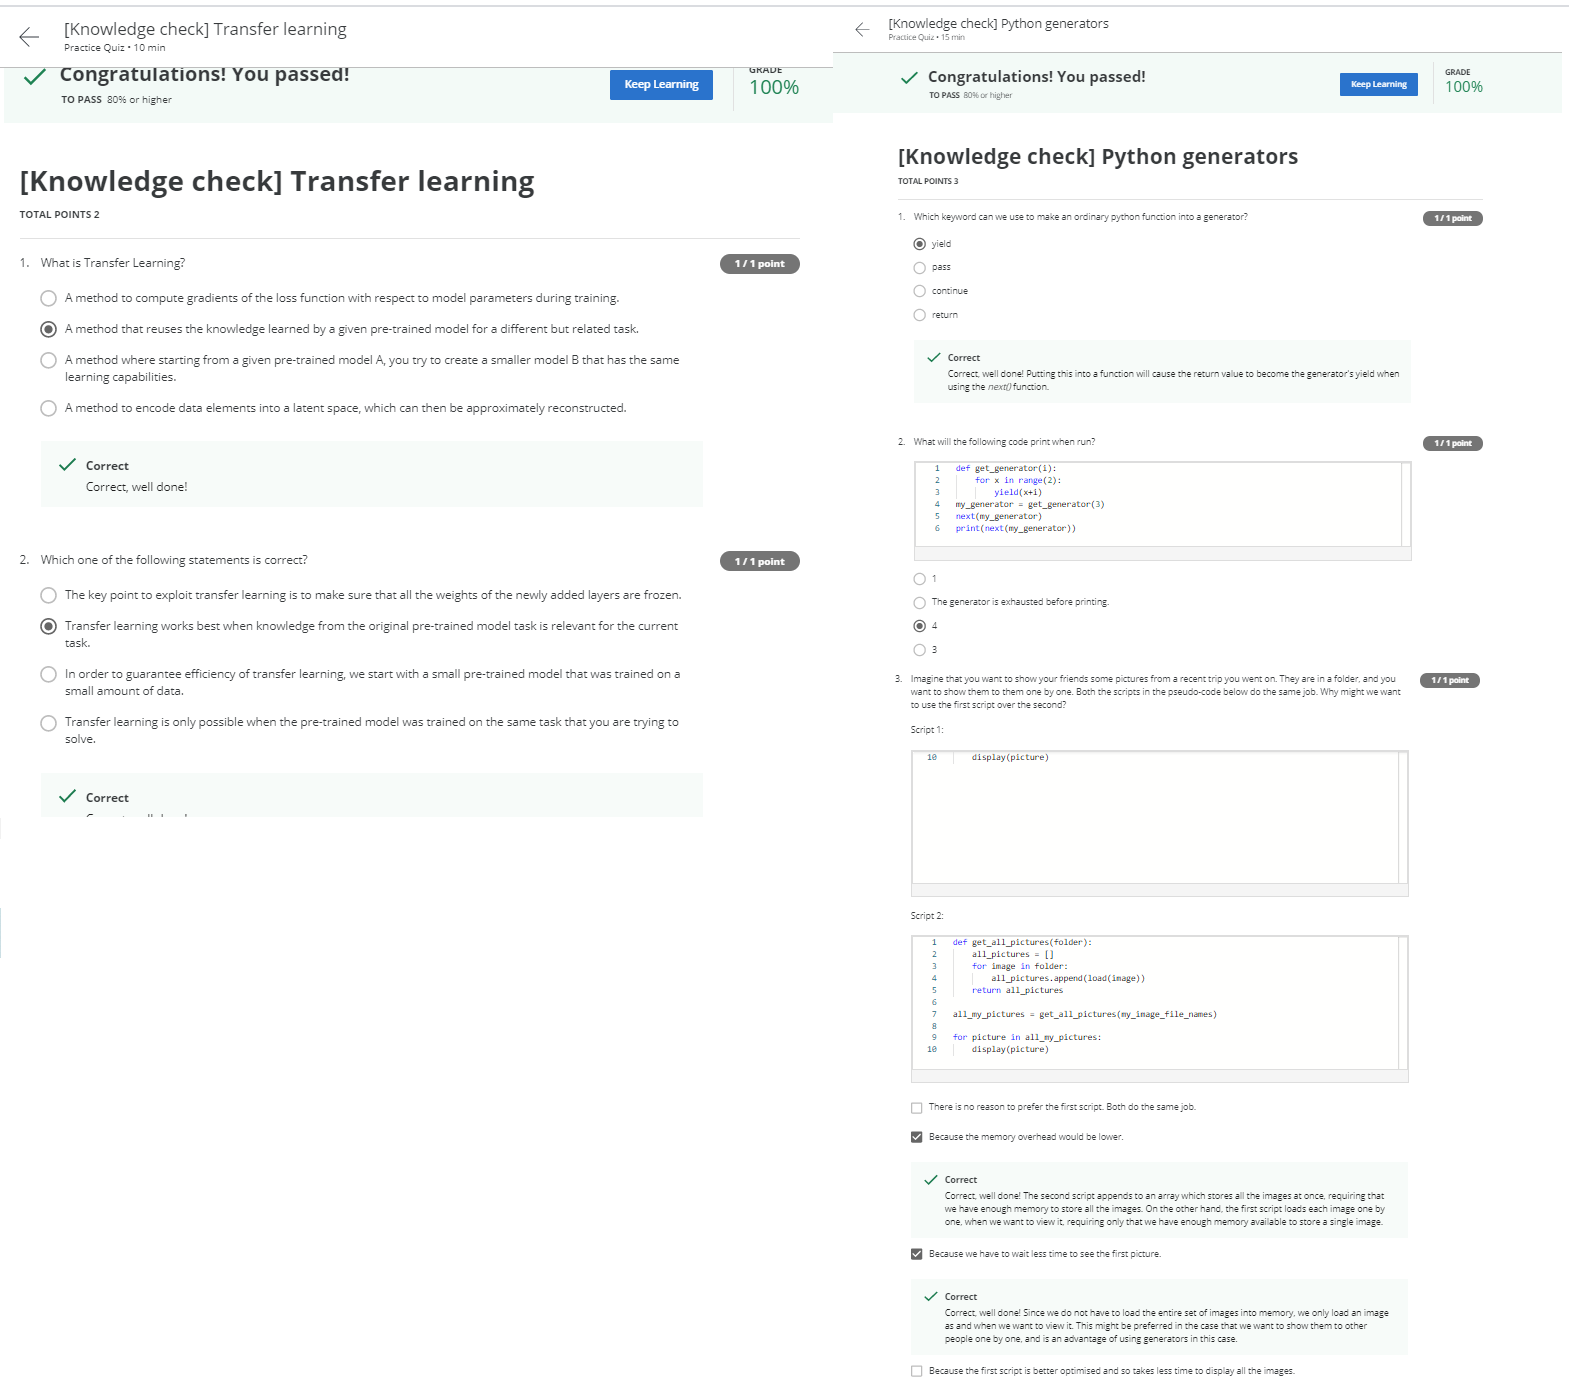 [Knowledge check] Transfer learning
Practice Quiz • 10 min
Congratulations! You passed!
TO PASS 80% or higher
Keep Learning
GRADE
100%
[Knowledge check] Transfer learning
TOTAL POINTS 2
1. What is Transfer Learning?
1 / 1 point
A method to compute gradients of the loss function with respect to model parameters during training.
A method that reuses the knowledge learned by a given pre-trained model for a different but related task.
A method where starting from a given pre-trained model A, you try to create a smaller model B that has the same
learning capabilities.
A method to encode data elements into a latent space, which can then be approximately reconstructed.
Correct
Correct, well done!
2. Which one of the following statements is correct?
1 / 1 point
The key point to exploit transfer learning is to make sure that all the weights of the newly added layers are frozen.
Transfer learning works best when knowledge from the original pre-trained model task is relevant for the current
task.
In order to guarantee efficiency of transfer learning, we start with a small pre-trained model that was trained on a
small amount of data.
Transfer learning is only possible when the pre-trained model was trained on the same task that you are trying to
solve.
Correct
[Knowledge check] Python generators
Practice Quiz • 15 min
Congratulations! You passed!
TO PASS 80% or higher
Keep Learning
GRADE
100%
[Knowledge check] Python generators
TOTAL POINTS 3
1. Which keyword can we use to make an ordinary python function into a generator?
1 / 1 point
yield
pass
continue
return
Correct
Correct, well done! Putting this into a function will cause the return value to become the generator's yield when
using the next() function.
2. What will the following code print when run?
1 / 1 point
1 def get_generator(i):
2 for x in range(2):
3 yield(x+i)
4 my_generator = get_generator(3)
5 next(my_generator)
6 print(next(my_generator))
1
The generator is exhausted before printing.
4
3
3. Imagine that you want to show your friends some pictures from a recent trip you went on. They are in a folder, and you
want to show them to them one by one. Both the scripts in the pseudo-code below do the same job. Why might we want
to use the first script over the second?
1 / 1 point
Script 1:
10 display(picture)
Script 2:
1 def get_all_pictures(folder):
2 all_pictures = []
3 for image in folder:
4 all_pictures.append(load(image))
5 return all_pictures
6
7 all_my_pictures = get_all_pictures(my_image_file_names)
8
9 for picture in all_my_pictures:
10 display(picture)
There is no reason to prefer the first script. Both do the same job.
Because the memory overhead would be lower.
Correct
Correct, well done! The second script appends to an array which stores all the images at once, requiring that
we have enough memory to store all the images. On the other hand, the first script loads each image one by
one, when we want to view it, requiring only that we have enough memory available to store a single image.
Because we have to wait less time to see the first picture.
Correct
Correct, well done! Since we do not have to load the entire set of images into memory, we only load an image
as and when we want to view it. This might be preferred in the case that we want to show them to other
people one by one, and is an advantage of using generators in this case.
Because the first script is better optimised and so takes less time to display all the images.